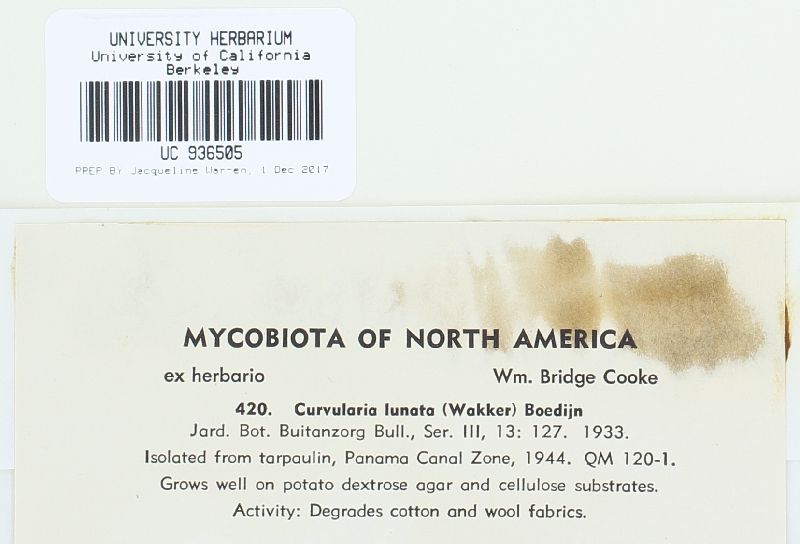 UNIVERSITY HERBARIUM
University of California
Berkeley
UC 936505
PREP BY Jacqueline Warren, 1 Dec 2017
MYCOBIOTA OF NORTH AMERICA
ex herbario Wm. Bridge Cooke
420. Curvularia lunata (Wakker) Boedijn
Jard. Bot. Buitanzorg Bull., Ser. III, 13: 127. 1933.
Isolated from tarpaulin, Panama Canal Zone, 1944. QM 120-1.
Grows well on potato dextrose agar and cellulose substrates.
Activity: Degrades cotton and wool fabrics.